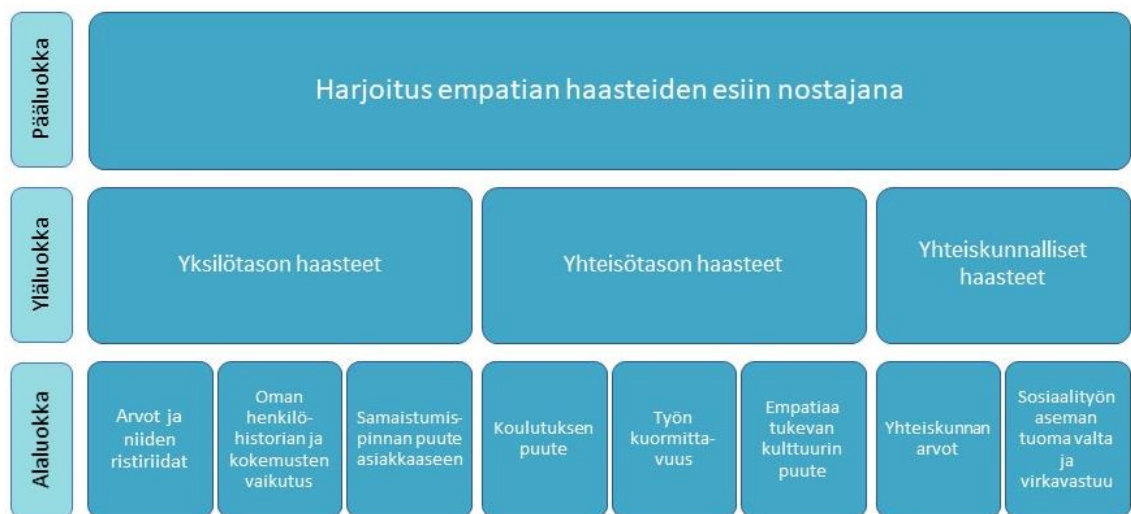 Pääluokka
Harjoitus empatian haasteiden esiin nostajana
Yläluokka
Yksilötason haasteet
Yhteisötason haasteet
Yhteiskunnalliset
haasteet
Alaluokka
Arvot ja
niiden
ristiriidat
Oman
henkilö-
historian ja
kokemusten
vaikutus
Samaistumis-
pinnan puute
asiakkaaseen
Koulutuksen
puute
Työn
kuormitta-
vuus
Empatiaa
tukevan
kulttuurin
puute
Yhteiskunnan
arvot
Sosiaalityön
aseman
tuoma valta
ja
virkavastuu